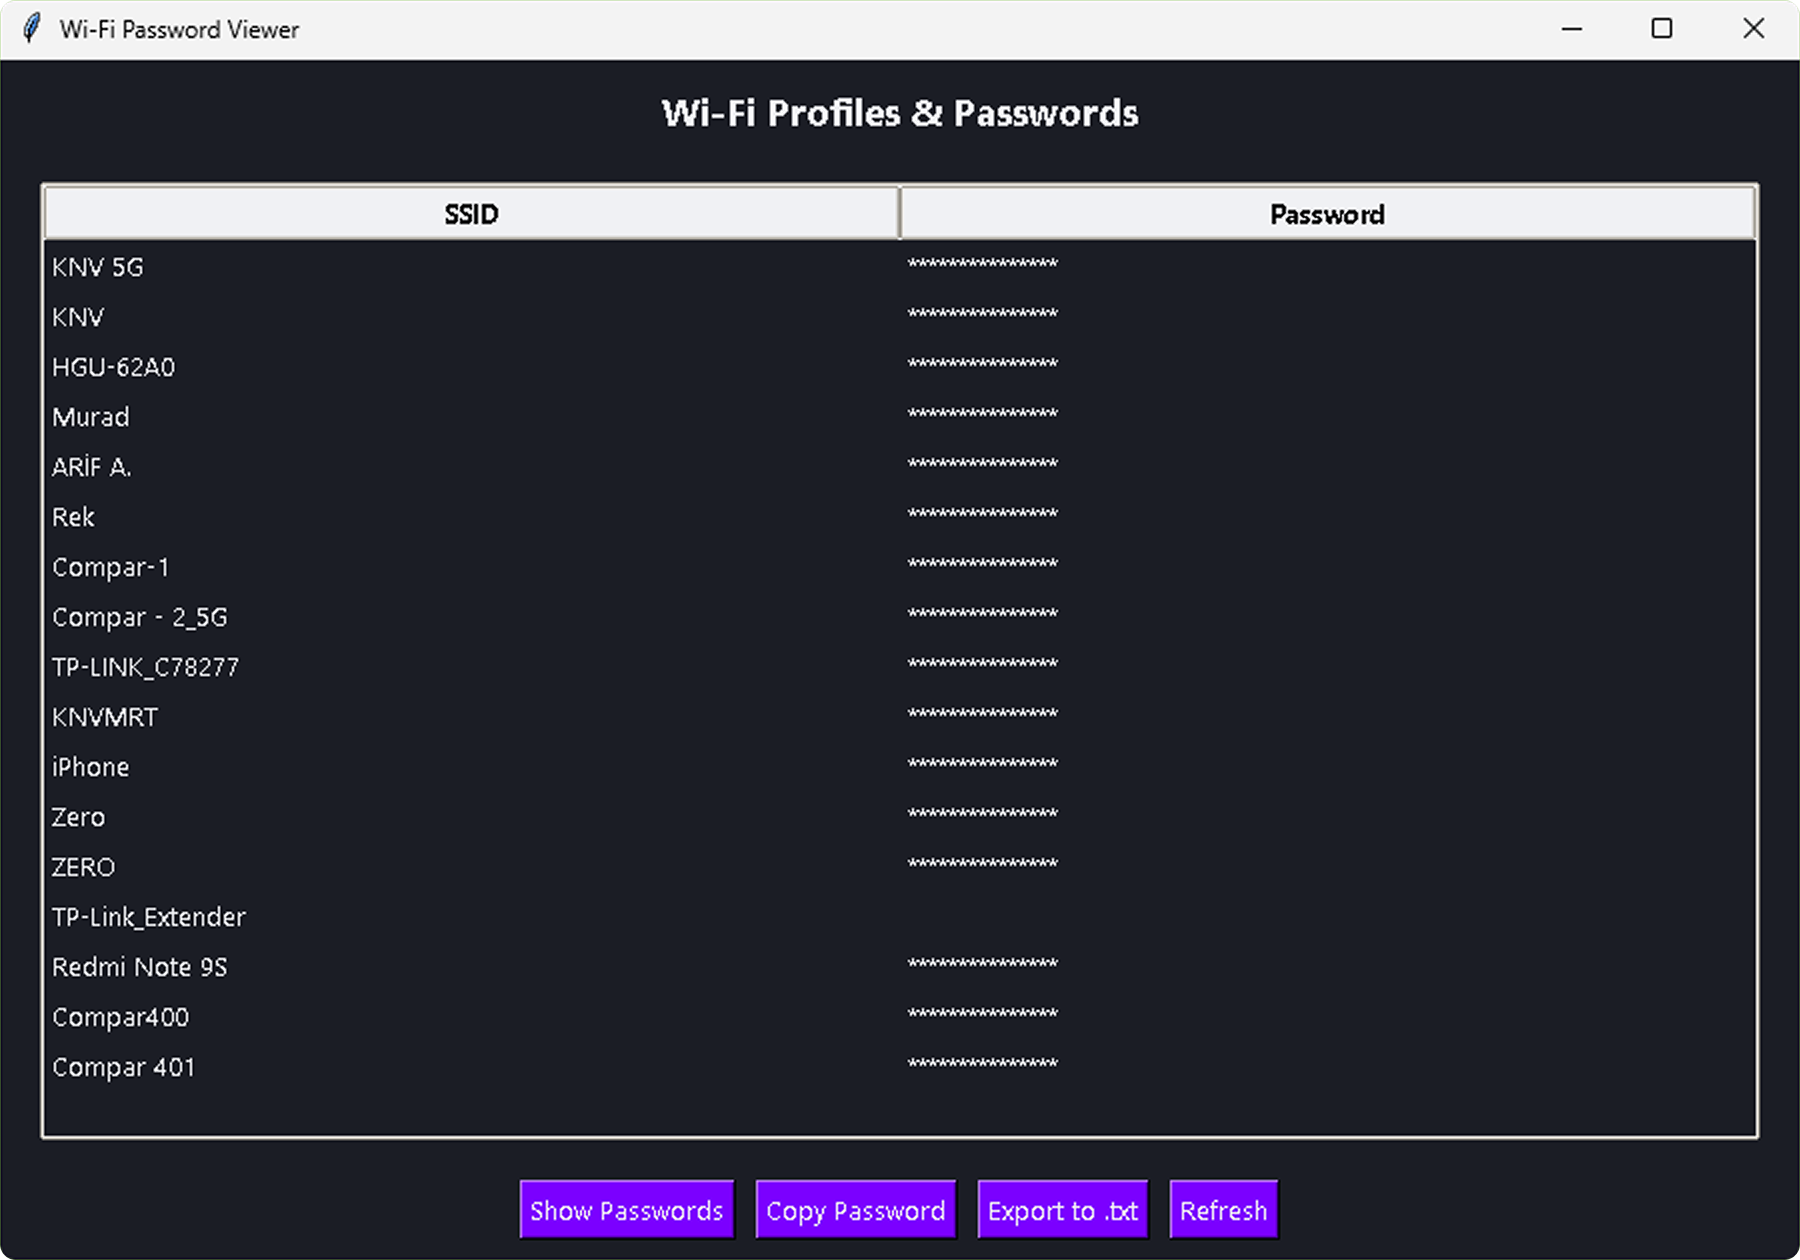 Wi-Fi Password Viewer
Wi-Fi Profiles & Passwords
SSID Password
KNV 5G ***************
KNV ***************
HGU-62A0 ***************
Murad ***************
ARİF A. ***************
Rek ***************
Compar-1 ***************
Compar - 2_5G ***************
TP-LINK_C78277 ***************
KNVMRT ***************
iPhone ***************
Zero ***************
ZERO ***************
TP-Link_Extender
Redmi Note 9S ***************
Compar400 ***************
Compar 401 ***************
Show Passwords Copy Password Export to .txt Refresh